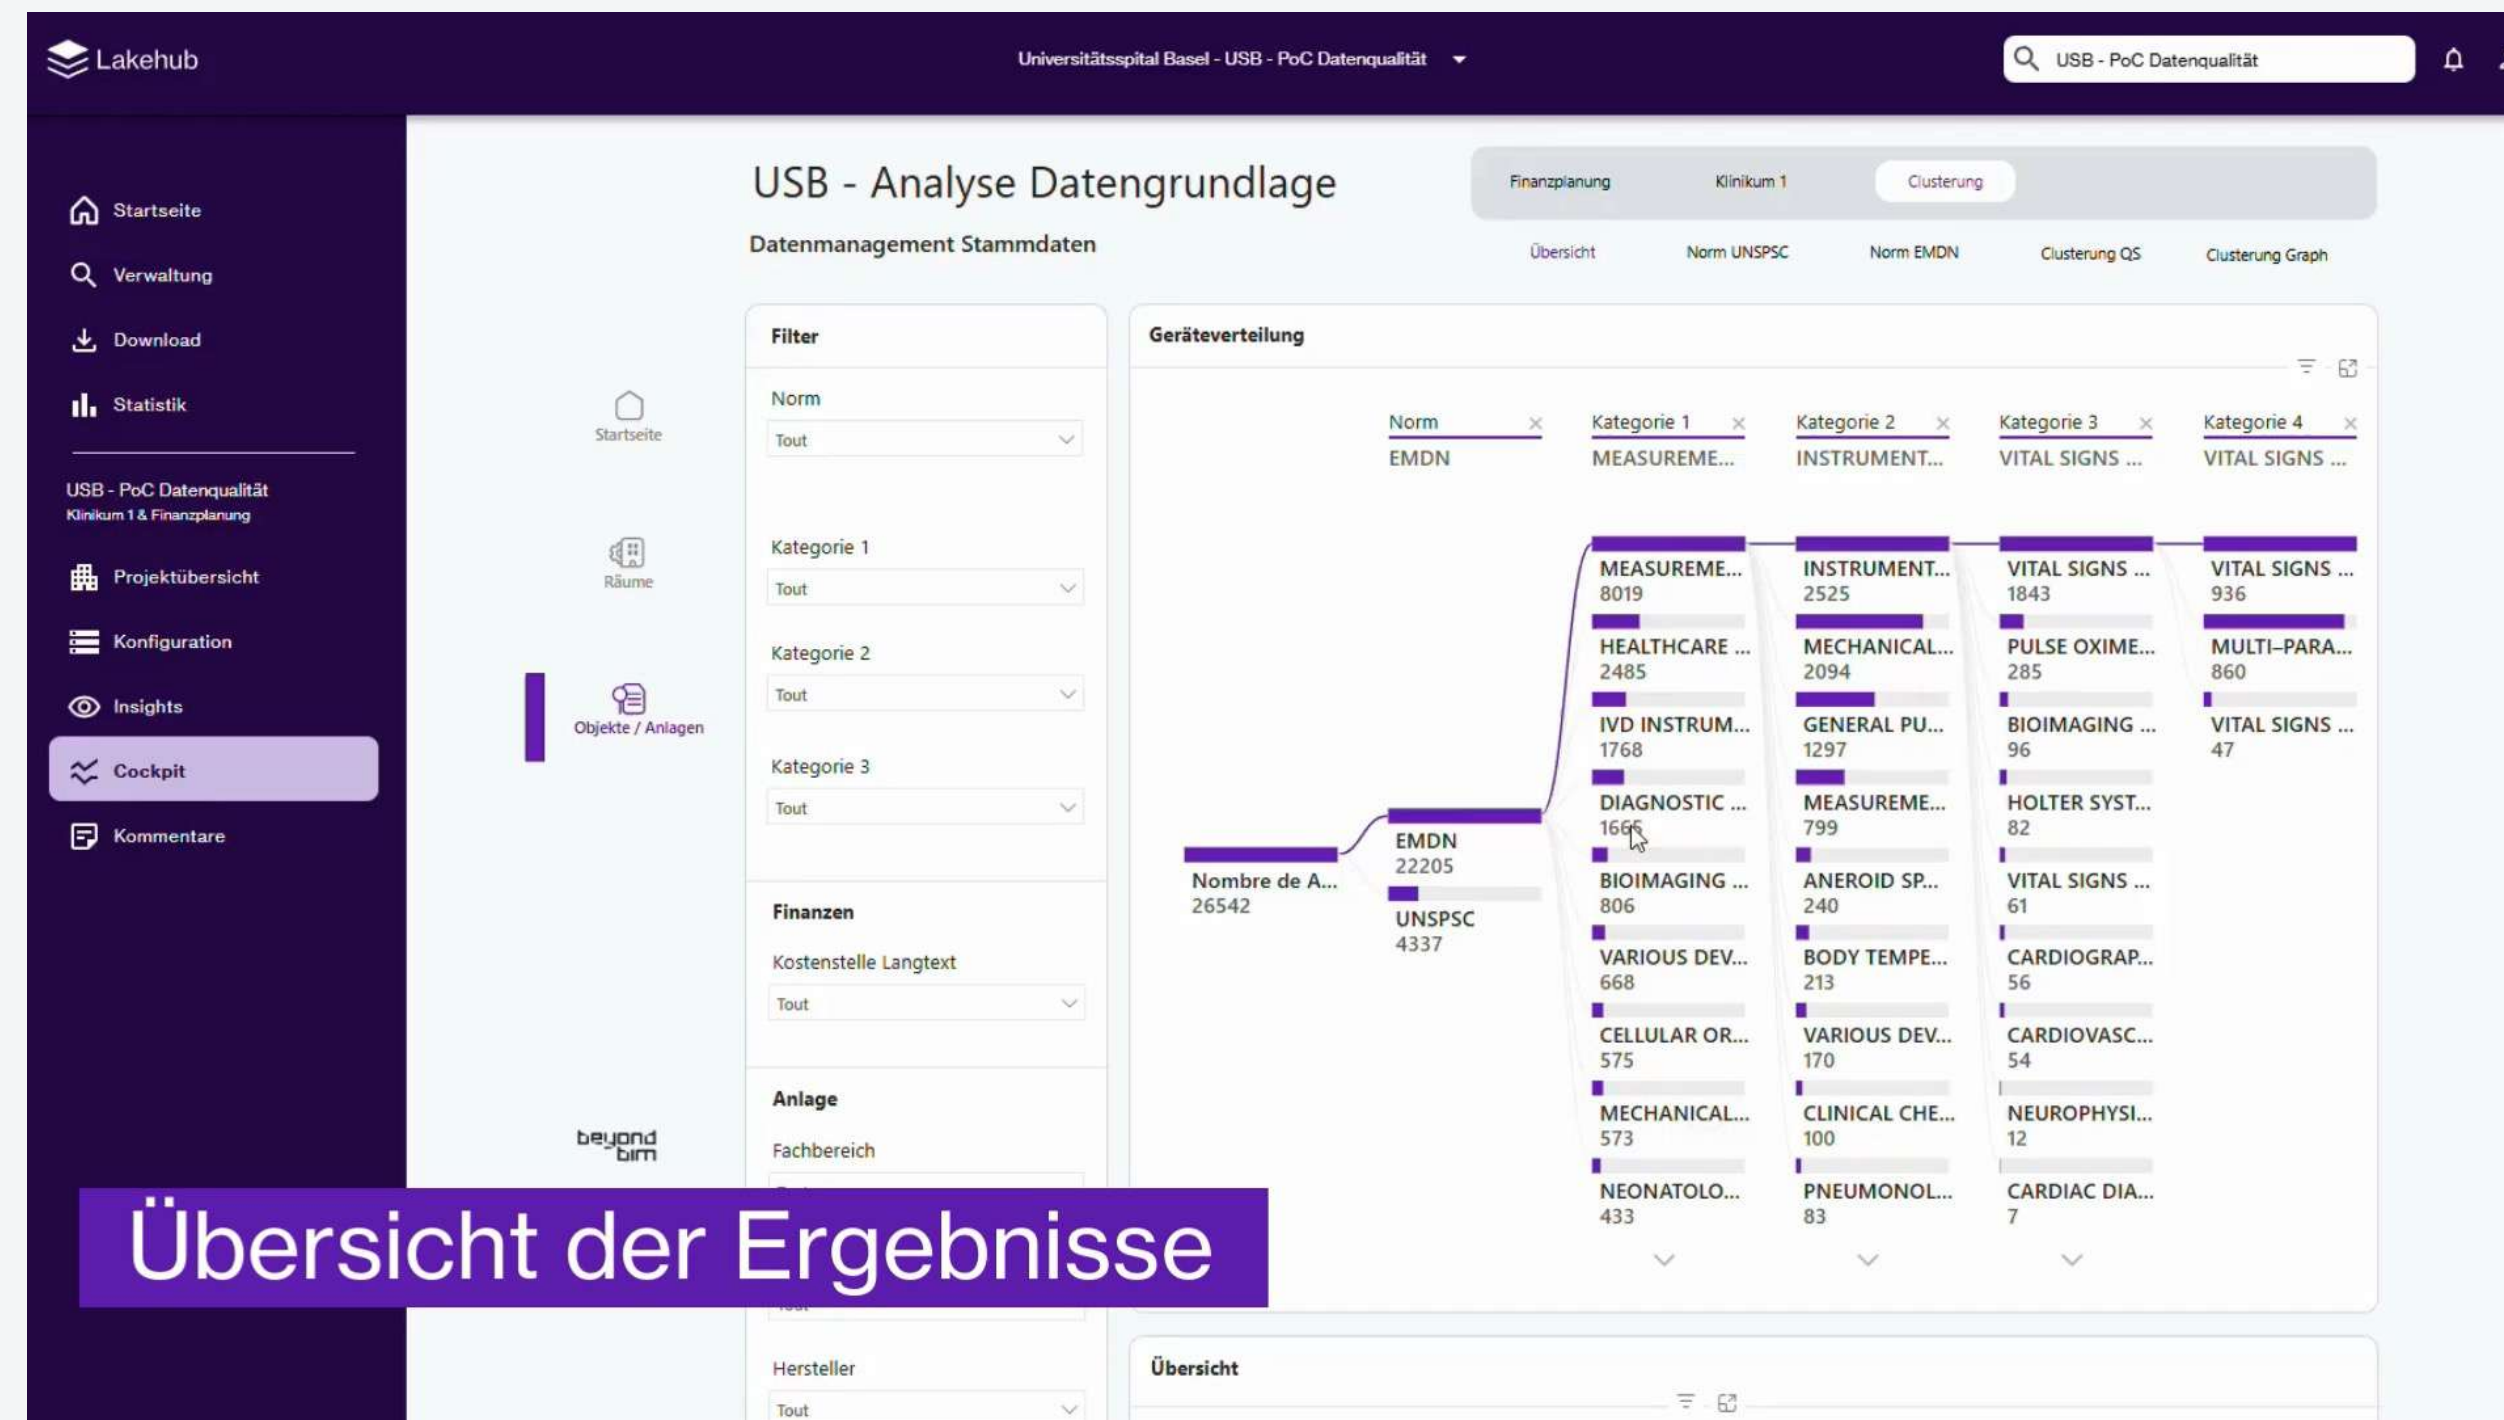 Lakehub
Universitätsspital Basel - USB - PoC Datenqualität
USB - PoC Datenqualität
Startseite
Verwaltung
Download
Statistik
USB - PoC Datenqualität
Klinikum 1 & Finanzplanung
Projektübersicht
Konfiguration
Insights
Cockpit
Kommentare
Startseite
Räume
Objekte / Anlagen
beyond
bim
USB - Analyse Datengrundlage
Datenmanagement Stammdaten
Finanzplanung Klinikum 1 Clusterung
Übersicht Norm UNSPSC Norm EMDN Clusterung QS Clusterung Graph
Filter
Norm
Tout
Kategorie 1
Tout
Kategorie 2
Tout
Kategorie 3
Tout
Finanzen
Kostenstelle Langtext
Tout
Anlage
Fachbereich
Hersteller
Tout
Geräteverteilung
Norm Kategorie 1 Kategorie 2 Kategorie 3 Kategorie 4
EMDN MEASUREME... INSTRUMENT... VITAL SIGNS ... VITAL SIGNS ...
Nombre de A...
26542
EMDN
22205
UNSPSC
4337
MEASUREME...
8019
HEALTHCARE ...
2485
IVD INSTRUM...
1768
DIAGNOSTIC ...
1665
BIOIMAGING ...
806
VARIOUS DEV...
668
CELLULAR OR...
575
MECHANICAL...
573
NEONATOLO...
433
INSTRUMENT...
2525
MECHANICAL...
2094
GENERAL PU...
1297
MEASUREME...
799
ANEROID SP...
240
BODY TEMPE...
213
VARIOUS DEV...
170
CLINICAL CHE...
100
PNEUMONOL...
83
VITAL SIGNS ...
1843
PULSE OXIME...
285
BIOIMAGING ...
96
HOLTER SYST...
82
VITAL SIGNS ...
61
CARDIOGRAP...
56
CARDIOVASC...
54
NEUROPHYSI...
12
CARDIAC DIA...
7
VITAL SIGNS ...
936
MULTI–PARA...
860
VITAL SIGNS ...
47
Übersicht der Ergebnisse
Übersicht